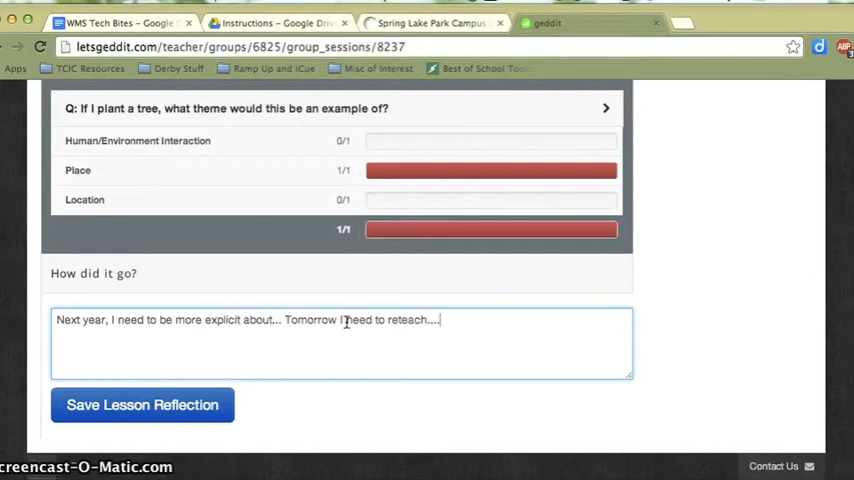 WMS Tech Bites - Google D
Instructions - Google Driv
Spring Lake Park Campus
geddit
letsgeddit.com/teacher/groups/6825/group_sessions/8237
Apps
TCIC Resources
Derby Stuff
Ramp Up and iCue
Misc of Interest
Best of School Too
ABP
3
Q: If I plant a tree, what theme would this be an example of?
Human/Environment Interaction 0/1
Place 1/1
Location 0/1
1/1
How did it go?
Next year, I need to be more explicit about... Tomorrow I need to reteach....
Save Lesson Reflection
creencast-O-Matic.com
Contact Us